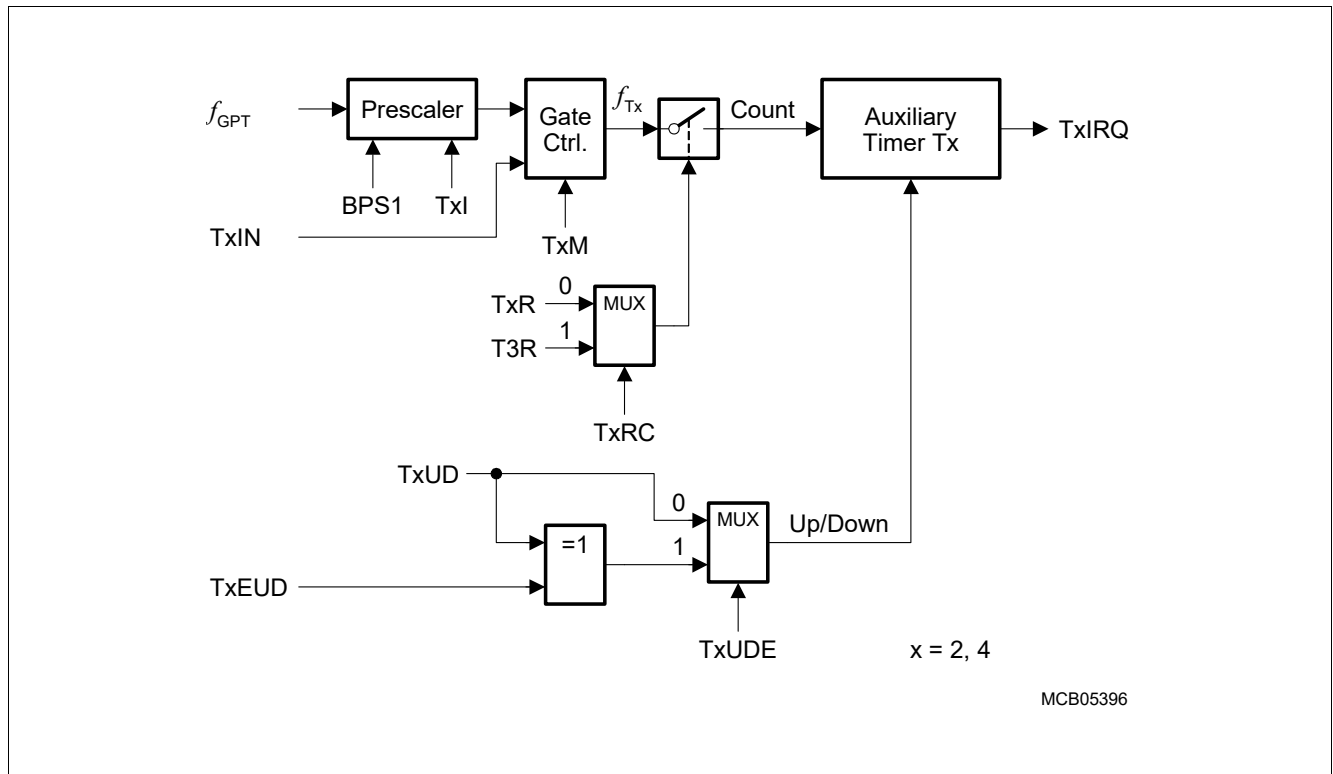 f_GPT
Prescaler
BPS1
TxI
Gate
Ctrl.
TxM
f_Tx
Count
Auxiliary
Timer Tx
TxIRQ
TxIN
TxR
0
T3R
1
MUX
TxRC
TxUD
TxEUD
=1
0
1
MUX
Up/Down
TxUDE
x = 2, 4
MCB05396